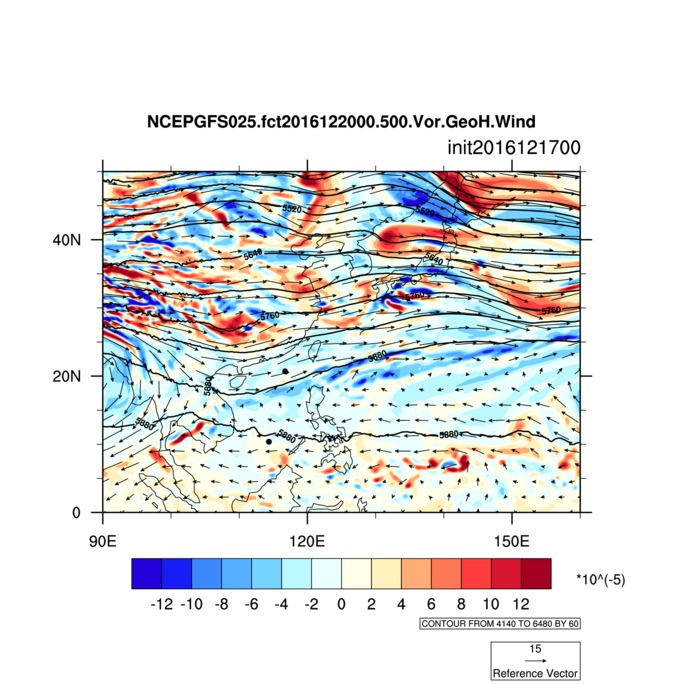 NCEPGFS025.fct2016122000.500.Vor.GeoH.Wind
init2016121700
5520
5520
40N
5640
5640
5760
5760
5760
5880
20N
5880
5880
5880
5880
0
90E 120E 150E
-12 -10 -8 -6 -4 -2 0 2 4 6 8 10 12
*10^(-5)
CONTOUR FROM 4140 TO 6480 BY 60
15
Reference Vector